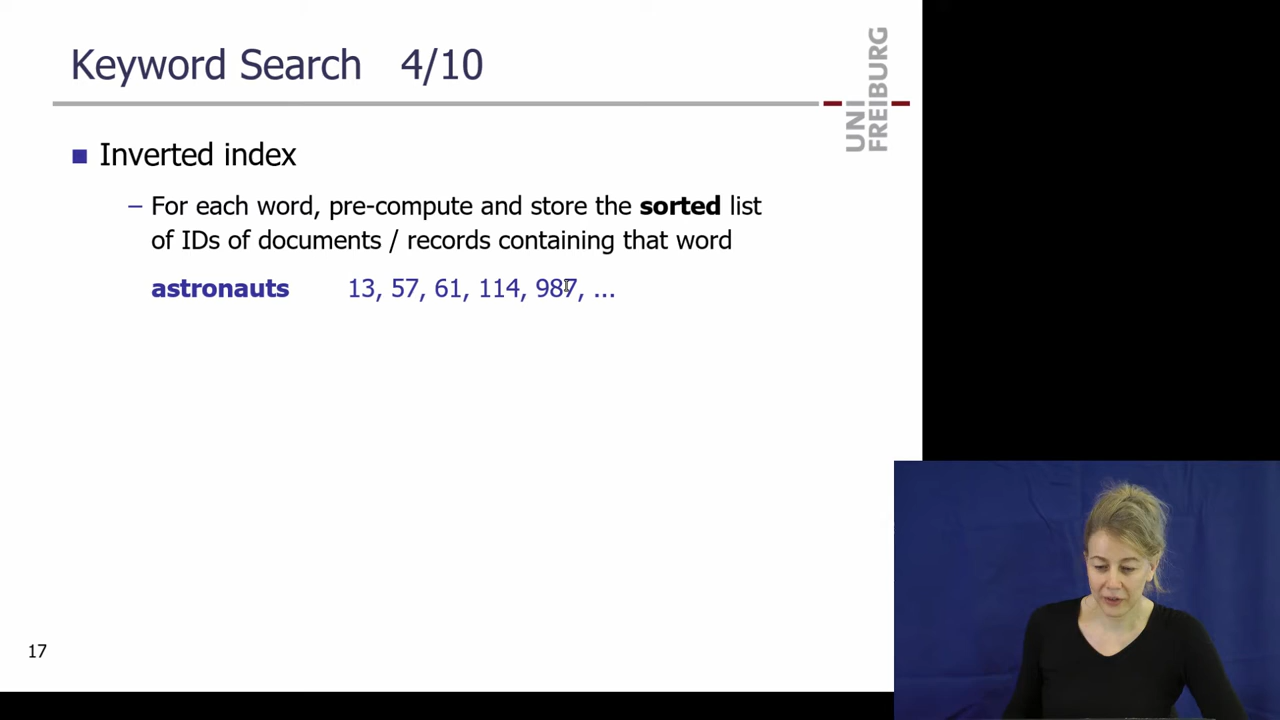 Keyword Search 4/10
UNI
FREIBURG
Inverted index
– For each word, pre-compute and store the sorted list
of IDs of documents / records containing that word
astronauts 13, 57, 61, 114, 987, ...
17